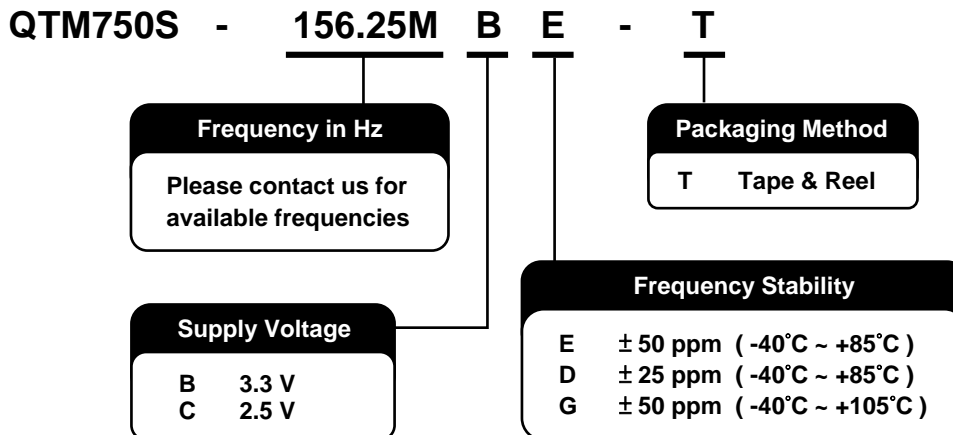 QTM750S - 156.25M B E - T
Frequency in Hz
Please contact us for
available frequencies
Packaging Method
T Tape & Reel
Supply Voltage
B 3.3 V
C 2.5 V
Frequency Stability
E ± 50 ppm ( -40°C ~ +85°C )
D ± 25 ppm ( -40°C ~ +85°C )
G ± 50 ppm ( -40°C ~ +105°C )